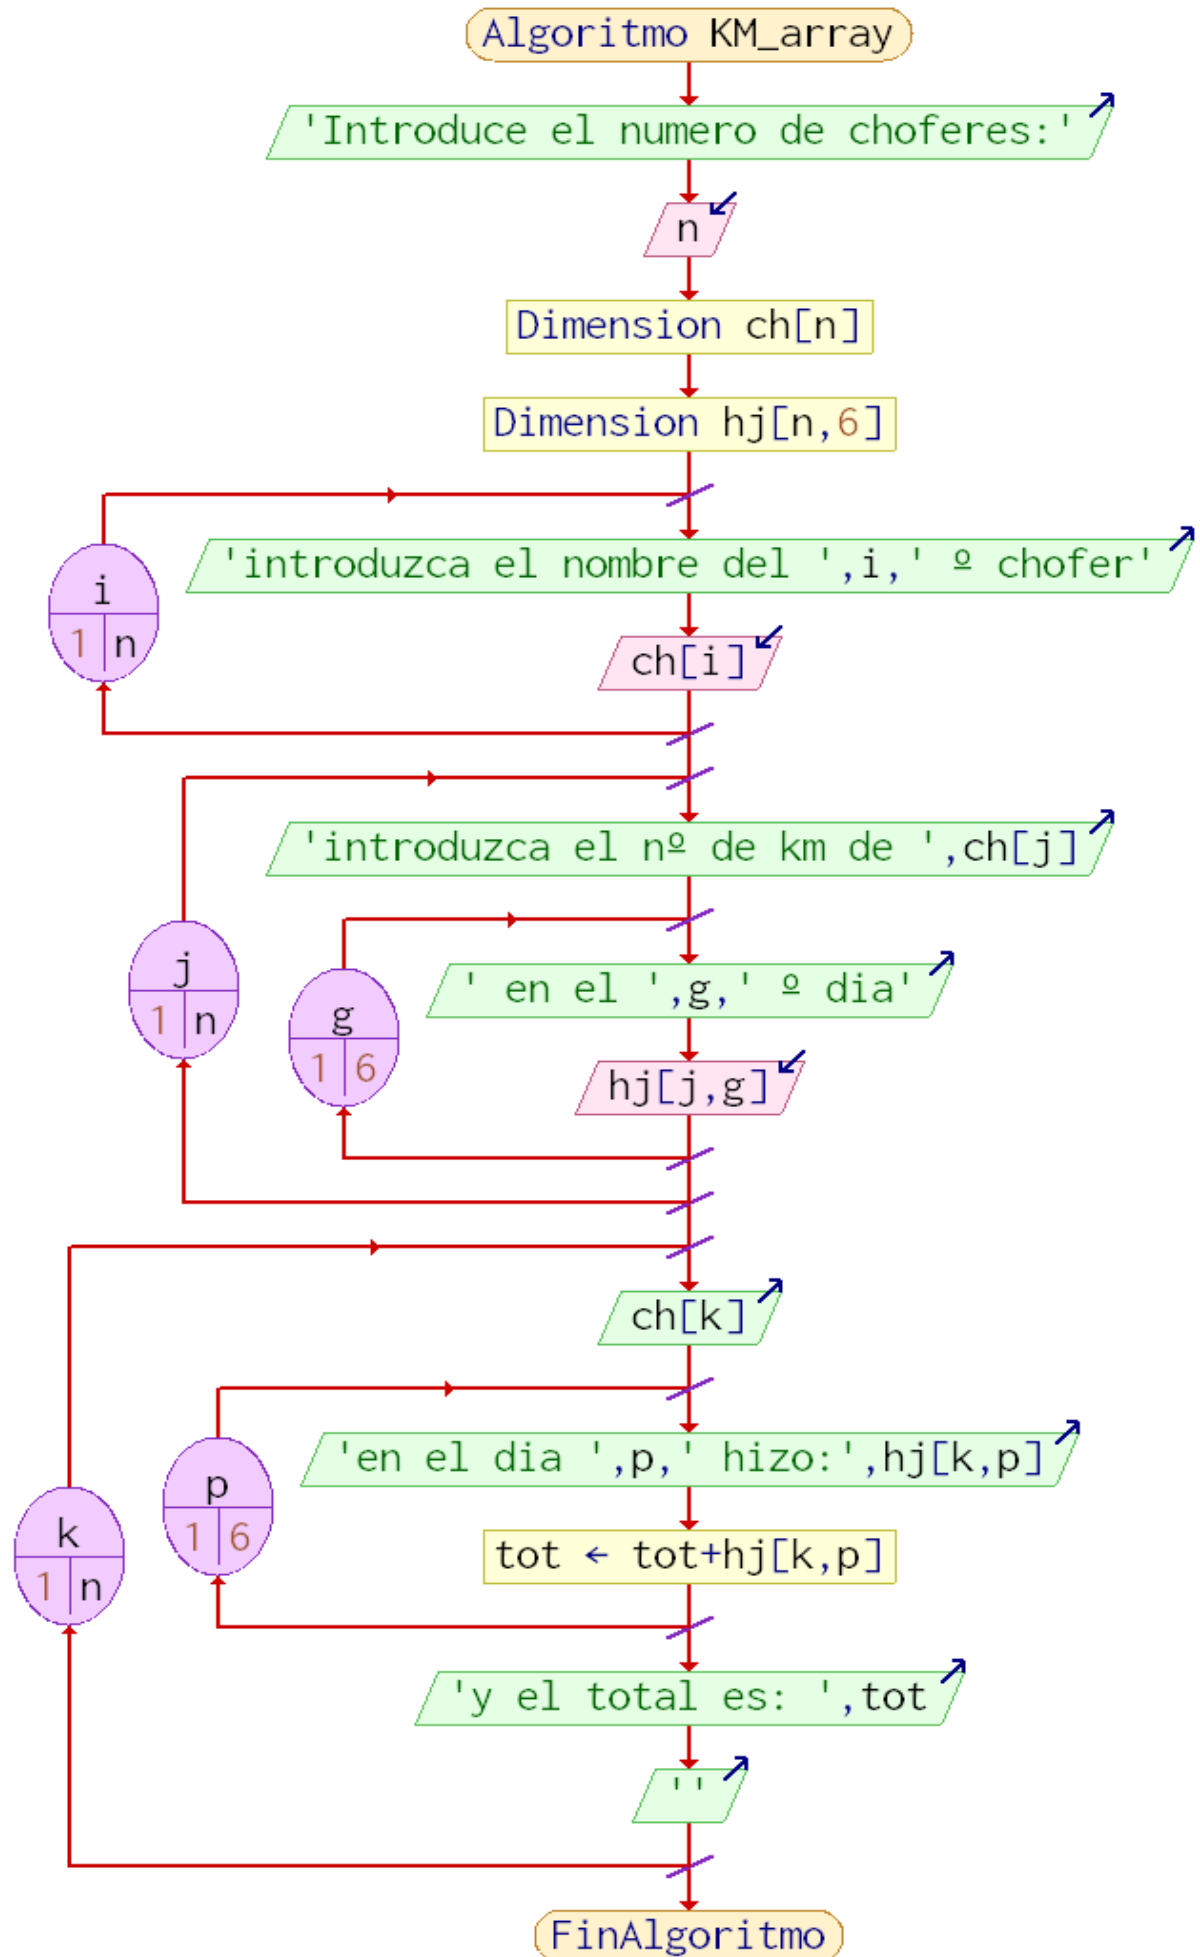 Algoritmo KM_array
'Introduce el numero de choferes:'
n
Dimension ch[n]
Dimension hj[n,6]
i
1 n
'introduzca el nombre del ',i,' º chofer'
ch[i]
j
1 n
'introduzca el nº de km de ',ch[j]
g
1 6
' en el ',g,' º dia'
hj[j,g]
k
1 n
ch[k]
p
1 6
'en el dia ',p,' hizo:',hj[k,p]
tot ← tot+hj[k,p]
'y el total es: ',tot
''
FinAlgoritmo